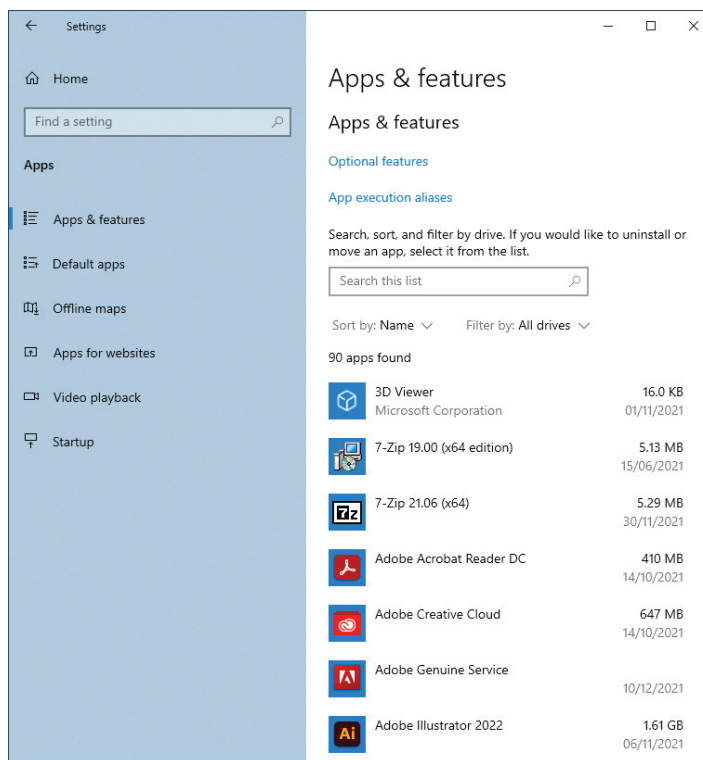 Settings
Home
Find a setting
Apps
Apps & features
Default apps
Offline maps
Apps for websites
Video playback
Startup
Apps & features
Apps & features
Optional features
App execution aliases
Search, sort, and filter by drive. If you would like to uninstall or
move an app, select it from the list.
Search this list
Sort by: Name Filter by: All drives
90 apps found
3D Viewer 16.0 KB
Microsoft Corporation 01/11/2021
7-Zip 19.00 (x64 edition) 5.13 MB
15/06/2021
7z
7-Zip 21.06 (x64) 5.29 MB
30/11/2021
Adobe Acrobat Reader DC 410 MB
14/10/2021
Adobe Creative Cloud 647 MB
14/10/2021
Adobe Genuine Service
10/12/2021
Ai
Adobe Illustrator 2022 1.61 GB
06/11/2021